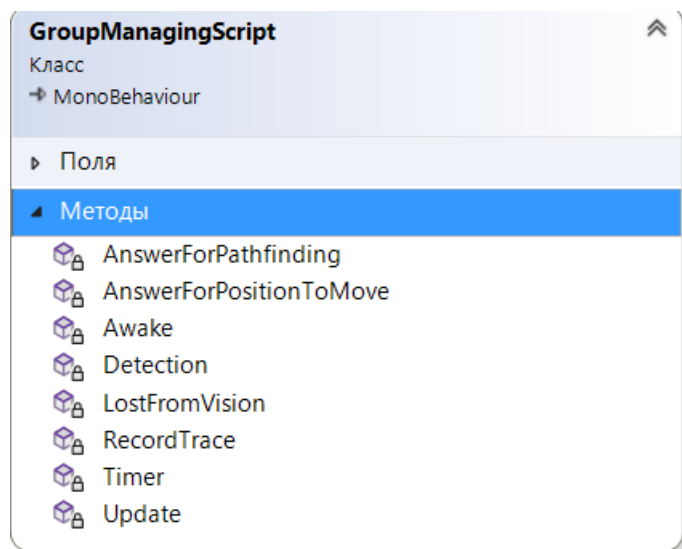 GroupManagingScript
Класс
MonoBehaviour
Поля
Методы
AnswerForPathfinding
AnswerForPositionToMove
Awake
Detection
LostFromVision
RecordTrace
Timer
Update